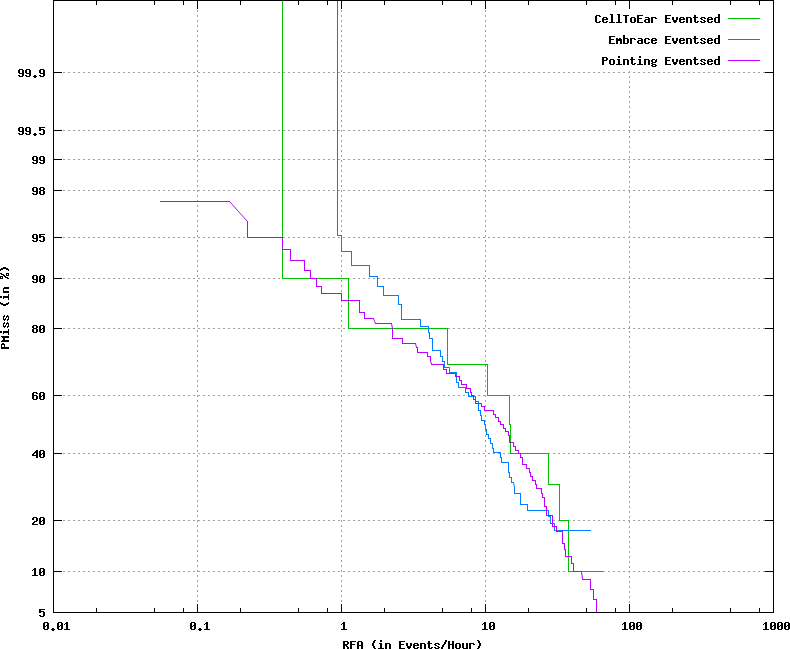 CellToEar Eventsed
Embrace Eventsed
Pointing Eventsed
99.9
99.5
99
98
95
90
80
60
40
20
10
5
PMiss (in %)
0.01 0.1 1 10 100 1000
RFA (in Events/Hour)